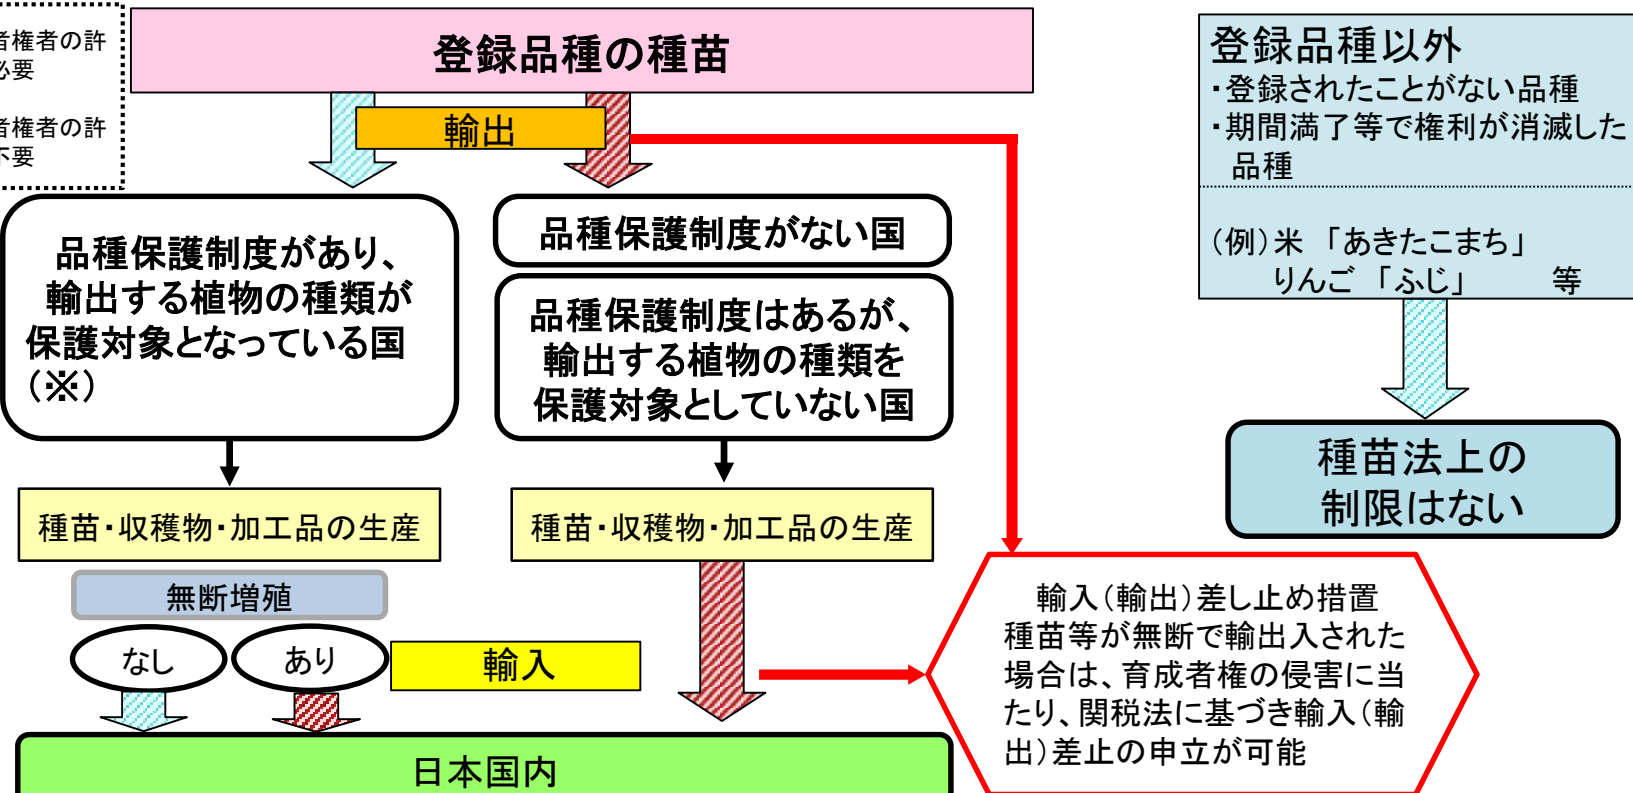 者権者の許
必要
者権者の許
不要
登録品種の種苗
輸出
品種保護制度があり、
輸出する植物の種類が
保護対象となっている国
（※）
品種保護制度がない国
品種保護制度はあるが、
輸出する植物の種類を
保護対象としていない国
種苗・収穫物・加工品の生産
種苗・収穫物・加工品の生産
無断増殖
なし
あり
輸入
日本国内
登録品種以外
・登録されたことがない品種
・期間満了等で権利が消滅した
品種
（例）米 「あきたこまち」
りんご 「ふじ」 等
種苗法上の
制限はない
輸入（輸出）差し止め措置
種苗等が無断で輸出入された
場合は、育成者権の侵害に当
たり、関税法に基づき輸入（輸
出）差止の申立が可能